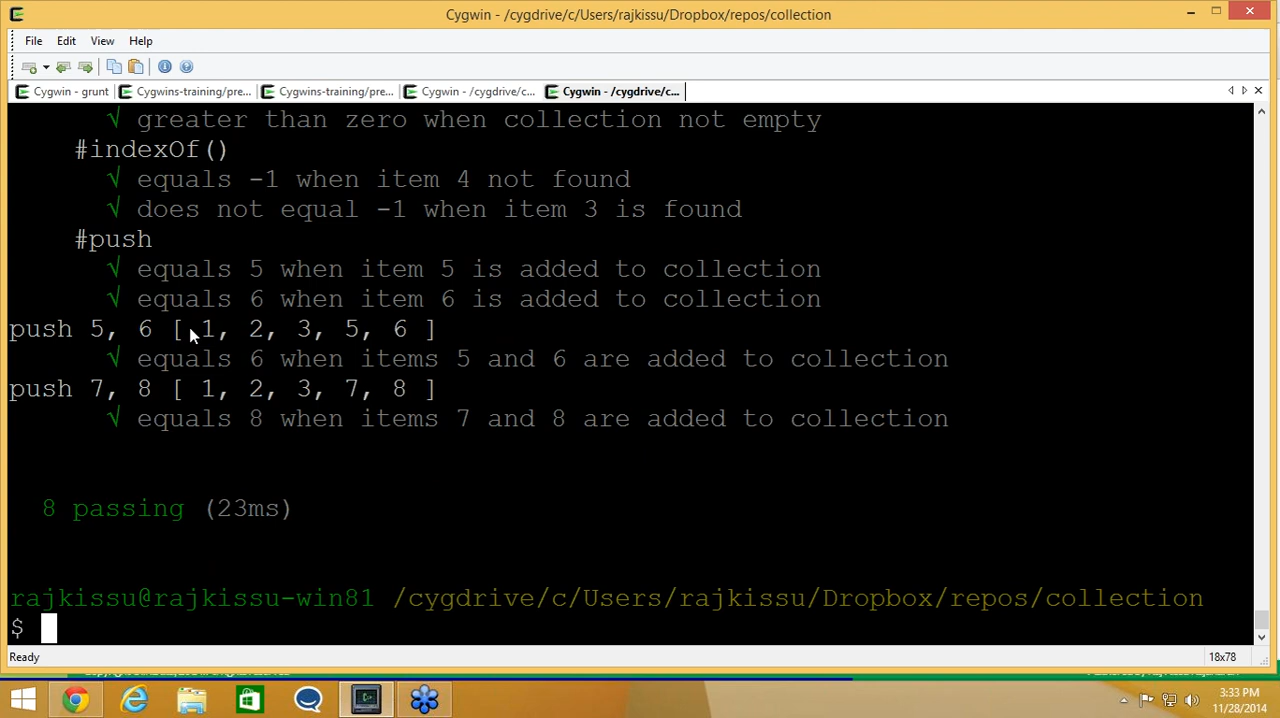 Cygwin - /cygdrive/c/Users/rajkissu/Dropbox/repos/collection
File Edit View Help
Cygwin - grunt Cygwins-training/pre... Cygwins-training/pre... Cygwin - /cygdrive/c... Cygwin - /cygdrive/c...
√ greater than zero when collection not empty
#indexOf()
√ equals -1 when item 4 not found
√ does not equal -1 when item 3 is found
#push
√ equals 5 when item 5 is added to collection
√ equals 6 when item 6 is added to collection
push 5, 6 [ 1, 2, 3, 5, 6 ]
√ equals 6 when items 5 and 6 are added to collection
push 7, 8 [ 1, 2, 3, 7, 8 ]
√ equals 8 when items 7 and 8 are added to collection
8 passing (23ms)
rajkissu@rajkissu-win81 /cygdrive/c/Users/rajkissu/Dropbox/repos/collection
$
Ready 18x78
3:33 PM
11/28/2014